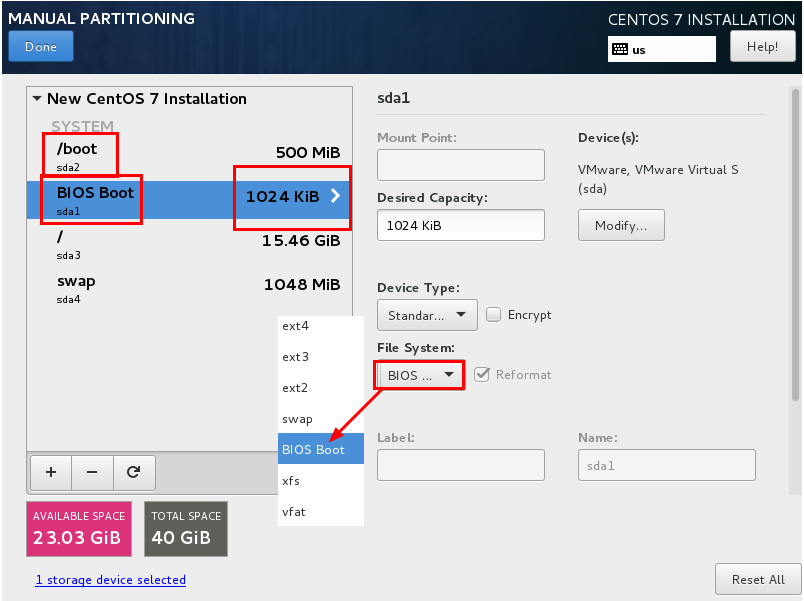 MANUAL PARTITIONING
CENTOS 7 INSTALLATION
Done
us
Help!
New CentOS 7 Installation
SYSTEM
/boot
500 MiB
sda2
BIOS Boot
1024 KiB
sda1
/
15.46 GiB
sda3
swap
1048 MiB
sda4
ext4
ext3
ext2
swap
BIOS Boot
xfs
vfat
+ −
AVAILABLE SPACE
23.03 GiB
TOTAL SPACE
40 GiB
1 storage device selected
sda1
Mount Point:
Device(s):
VMware, VMware Virtual S
(sda)
Desired Capacity:
1024 KiB
Modify...
Device Type:
Standar...
Encrypt
File System:
BIOS ...
Reformat
Label:
Name:
sda1
Reset All